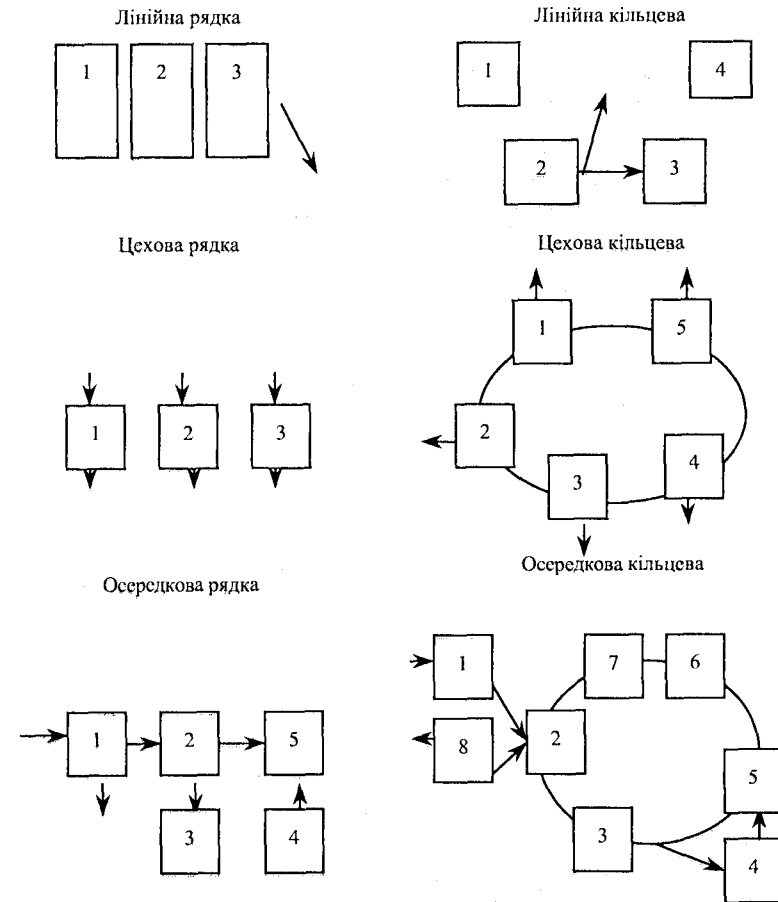 Лінійна рядка
1 2 3
Лінійна кільцева
1 4
2 3
Цехова рядка
1 2 3
Цехова кільцева
1 5
2 4
3
Осередкова рядка
1 2 5
3 4
Осередкова кільцева
1 7 6
8 2 5
3 4